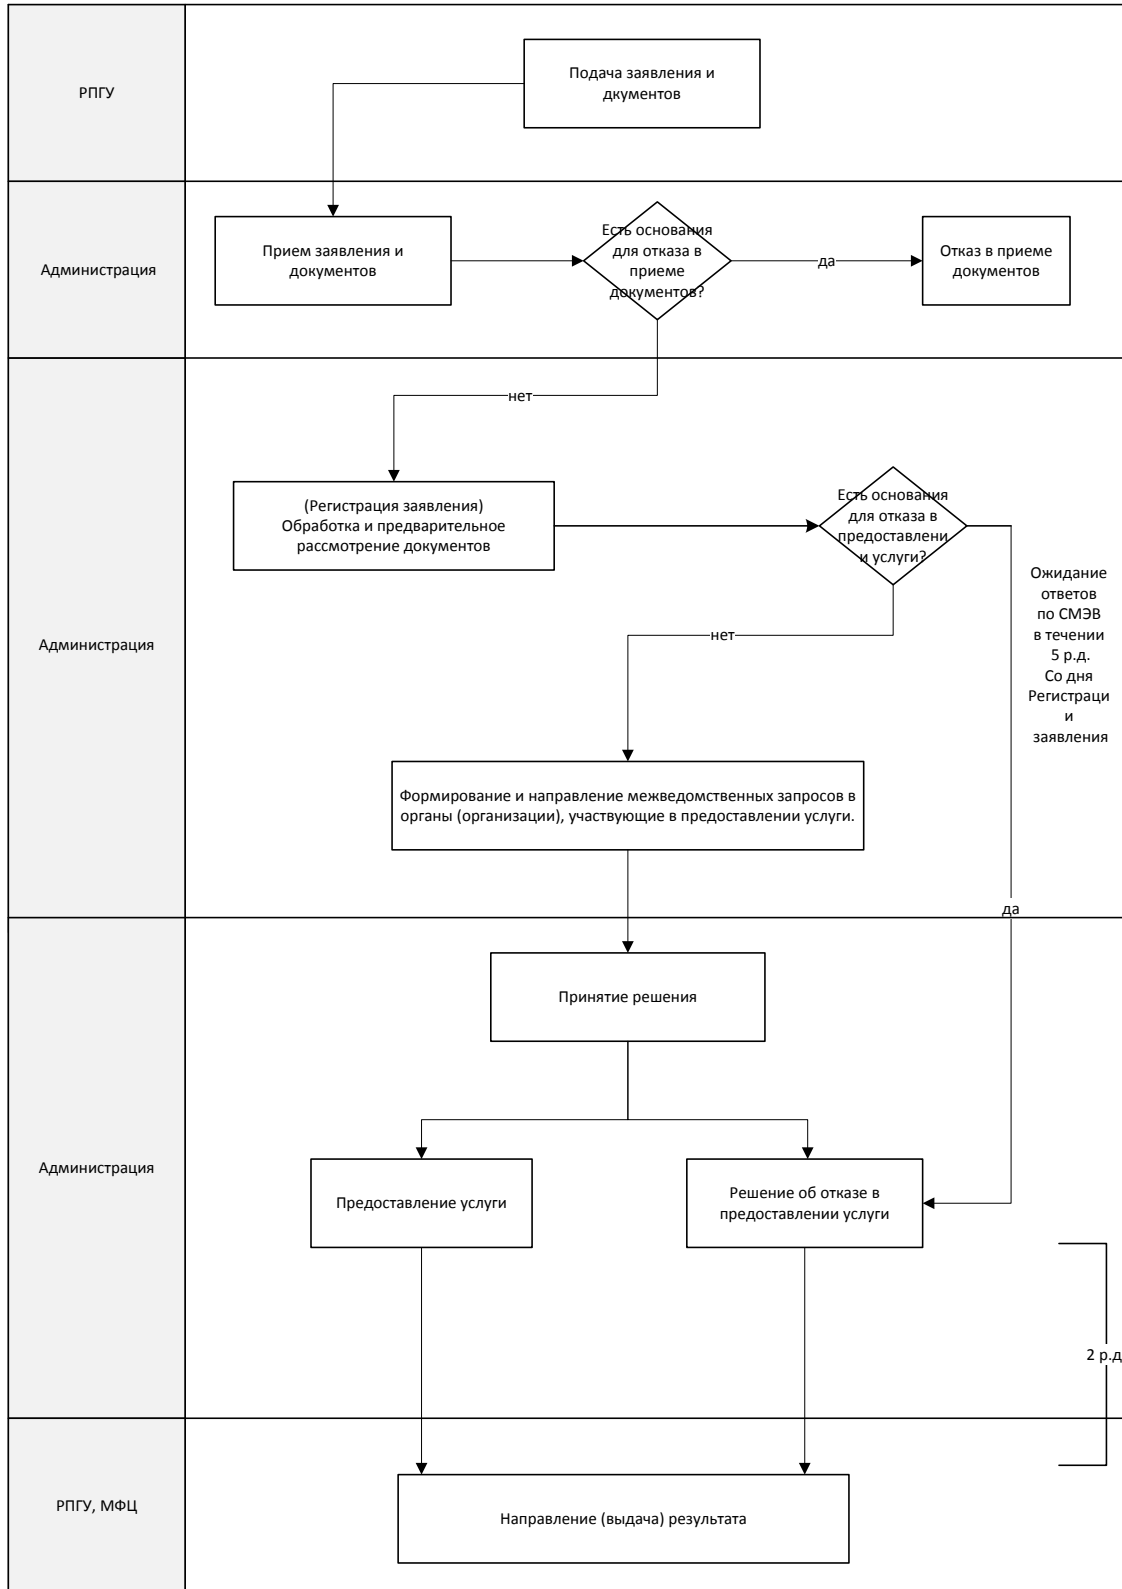 РПГУ
Подача заявления и
дкументов
Администрация
Прием заявления и
документов
Есть основания
для отказа в
приеме
документов?
да
Отказ в приеме
документов
нет
Администрация
(Регистрация заявления)
Обработка и предварительное
рассмотрение документов
Есть основания
для отказа в
предоставлени
и услуги?
Ожидание
ответов
по СМЭВ
в течении
5 р.д.
Со дня
Регистраци
и
заявления
нет
Формирование и направление межведомственных запросов в
органы (организации), участвующие в предоставлении услуги.
да
Администрация
Принятие решения
Предоставление услуги
Решение об отказе в
предоставлении услуги
2 р.д
РПГУ, МФЦ
Направление (выдача) результата